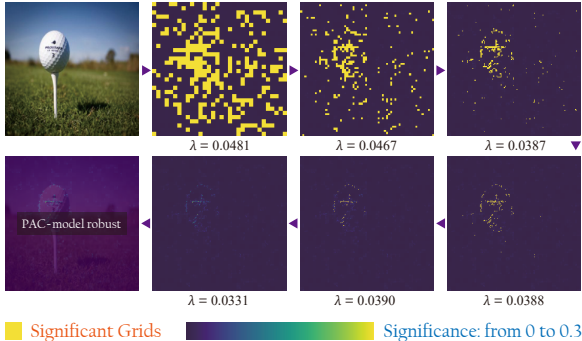 λ = 0.0481
λ = 0.0467
λ = 0.0387
PAC-model robust
λ = 0.0331
λ = 0.0390
λ = 0.0388
Significant Grids
Significance: from 0 to 0.3